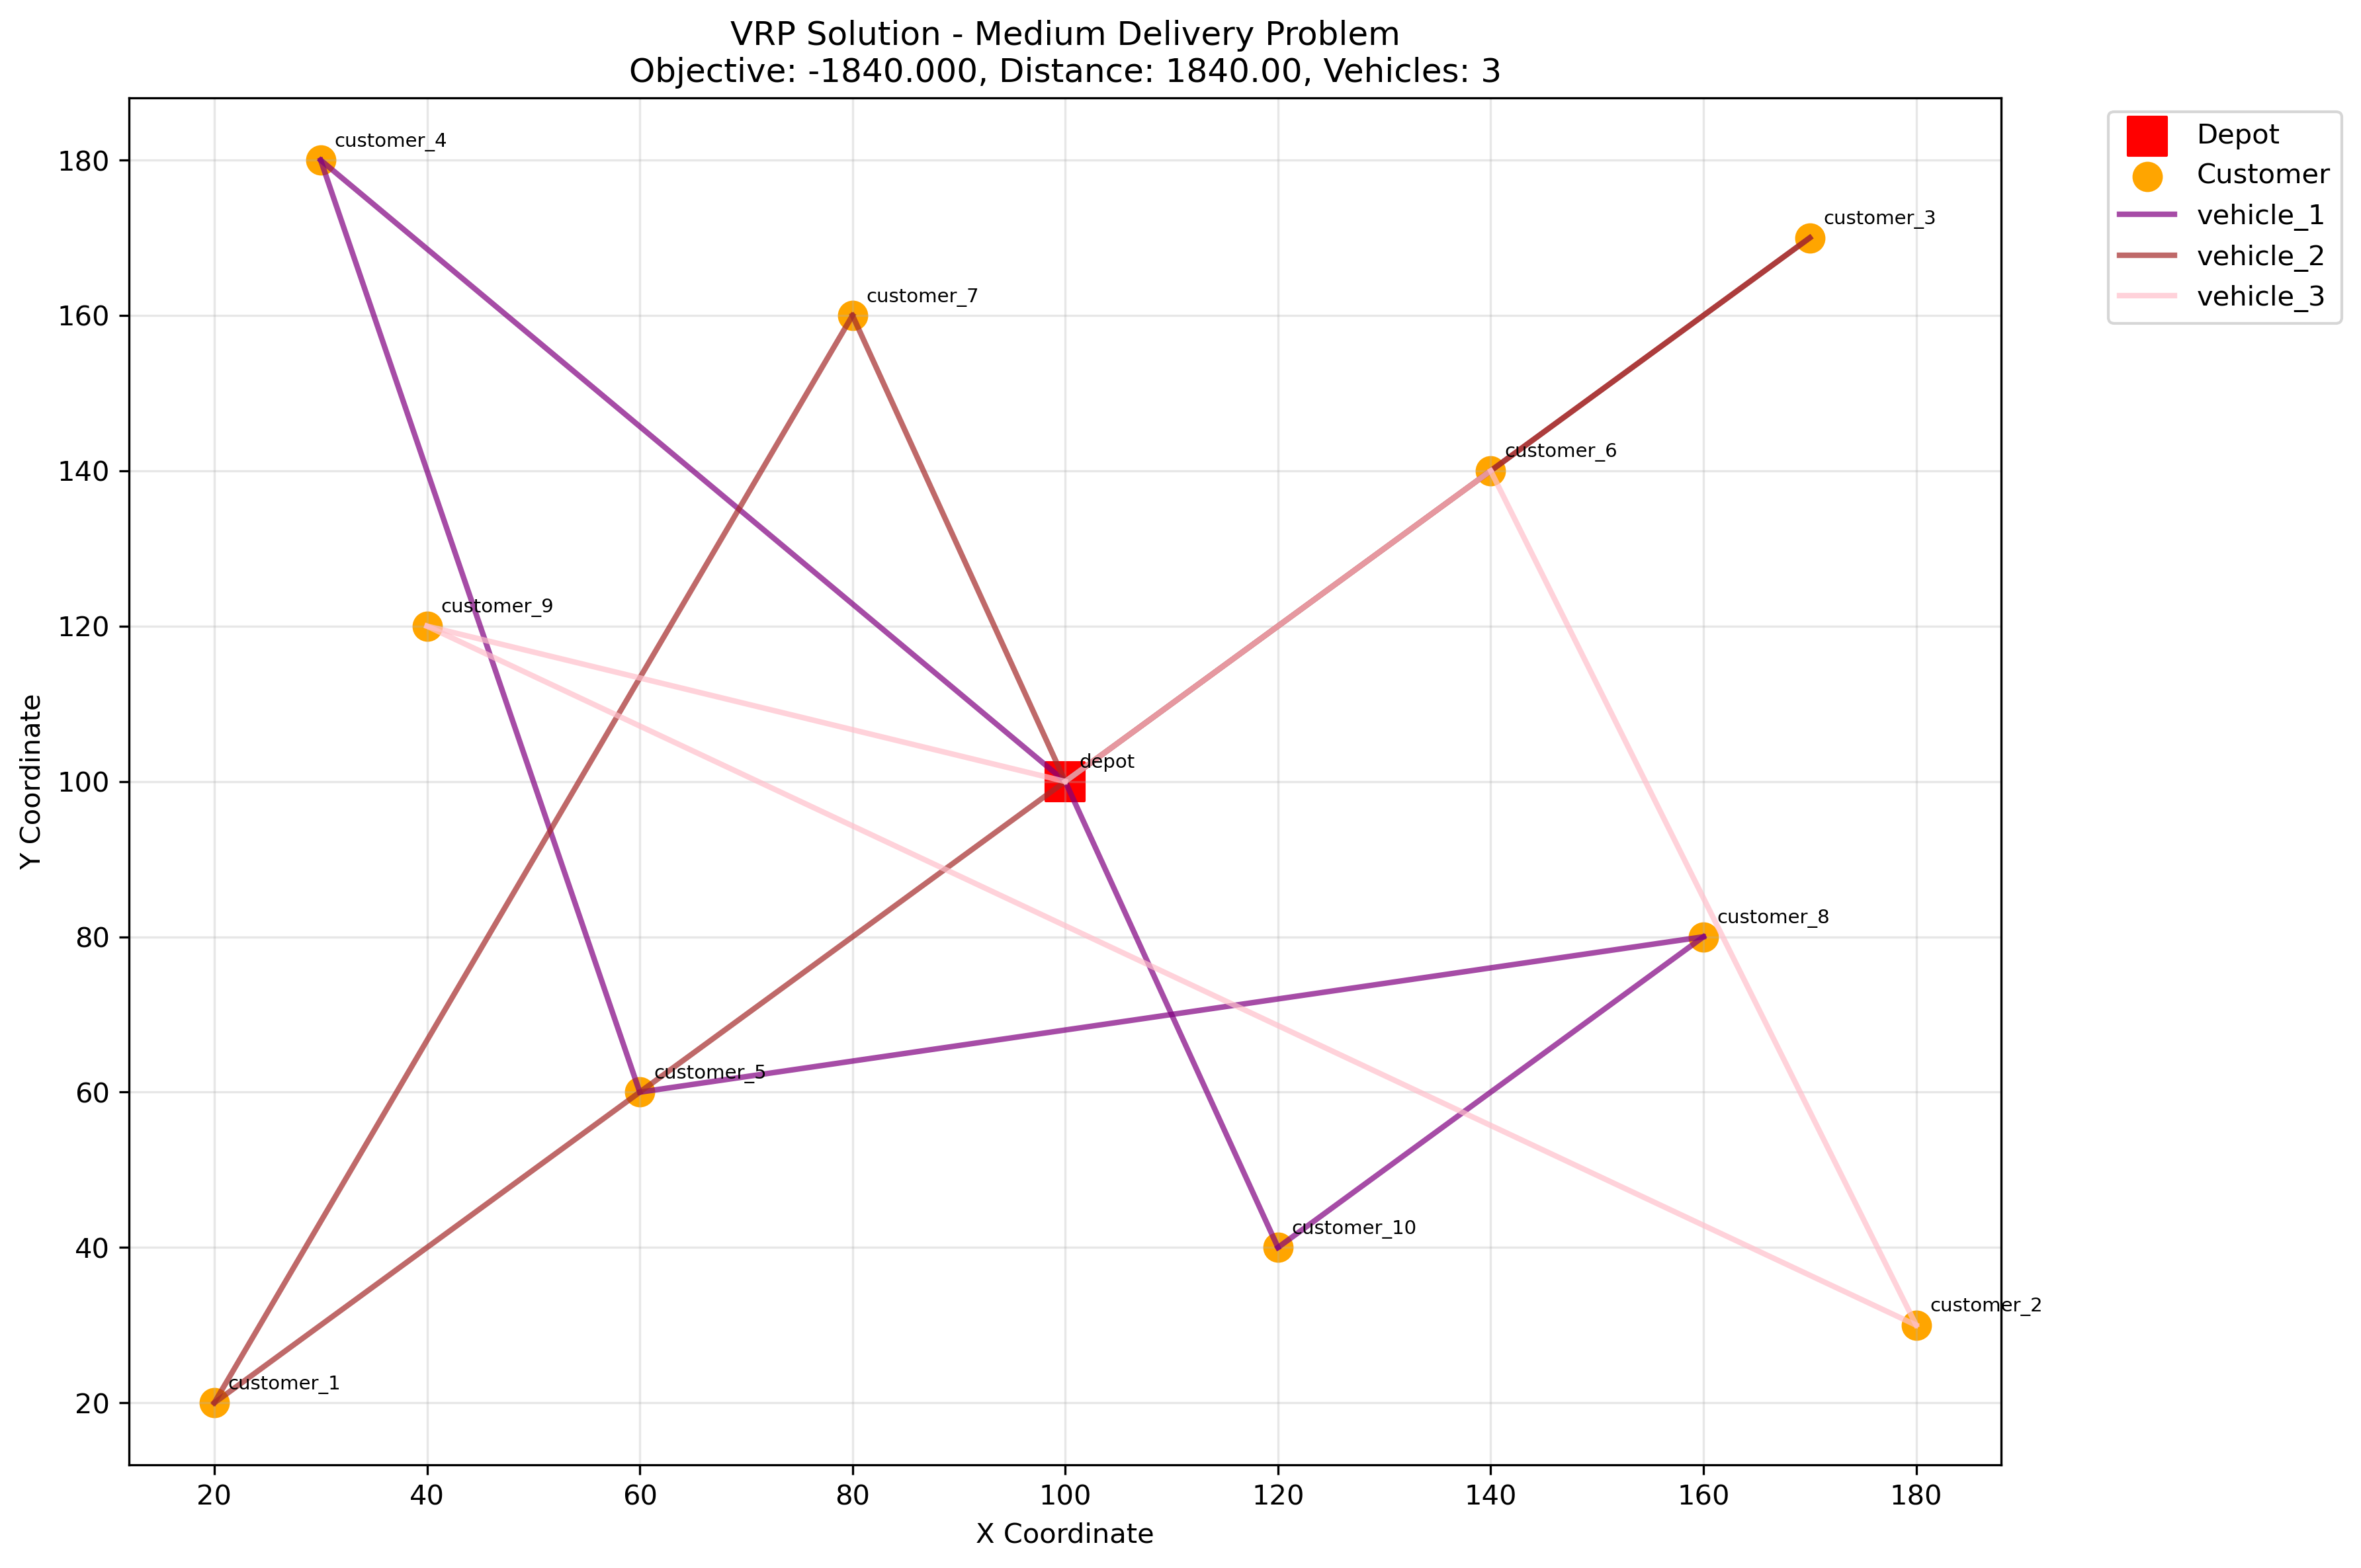 VRP Solution - Medium Delivery Problem
Objective: -1840.000, Distance: 1840.00, Vehicles: 3
Depot
Customer
vehicle_1
vehicle_2
vehicle_3
customer_4
customer_3
customer_7
customer_6
customer_9
depot
customer_8
customer_5
customer_10
customer_2
customer_1
Y Coordinate
180
160
140
120
100
80
60
40
20
20 40 60 80 100 120 140 160 180
X Coordinate